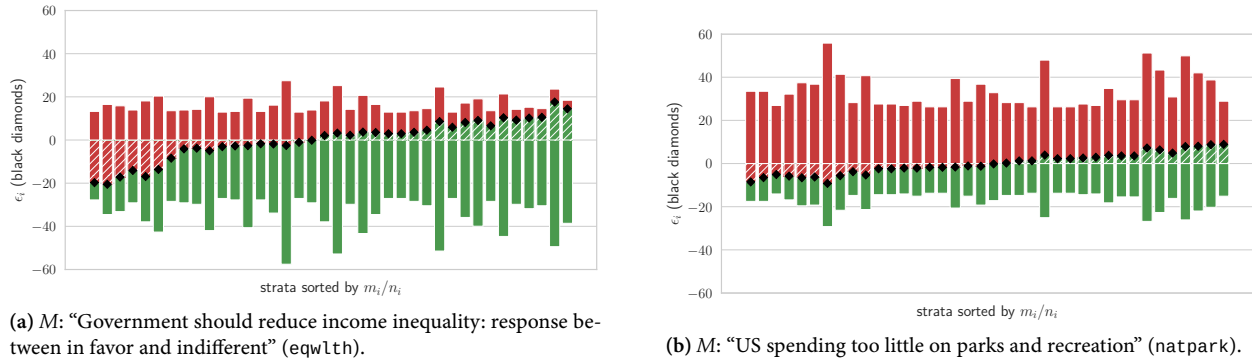 60
40
20
0
−20
−40
−60
ϵi (black diamonds)
strata sorted by mi/ni
(a) M: “Government should reduce income inequality: response be-
tween in favor and indifferent” (eqwlth).
60
40
20
0
−20
−40
−60
ϵi (black diamonds)
strata sorted by mi/ni
(b) M: “US spending too little on parks and recreation” (natpark).